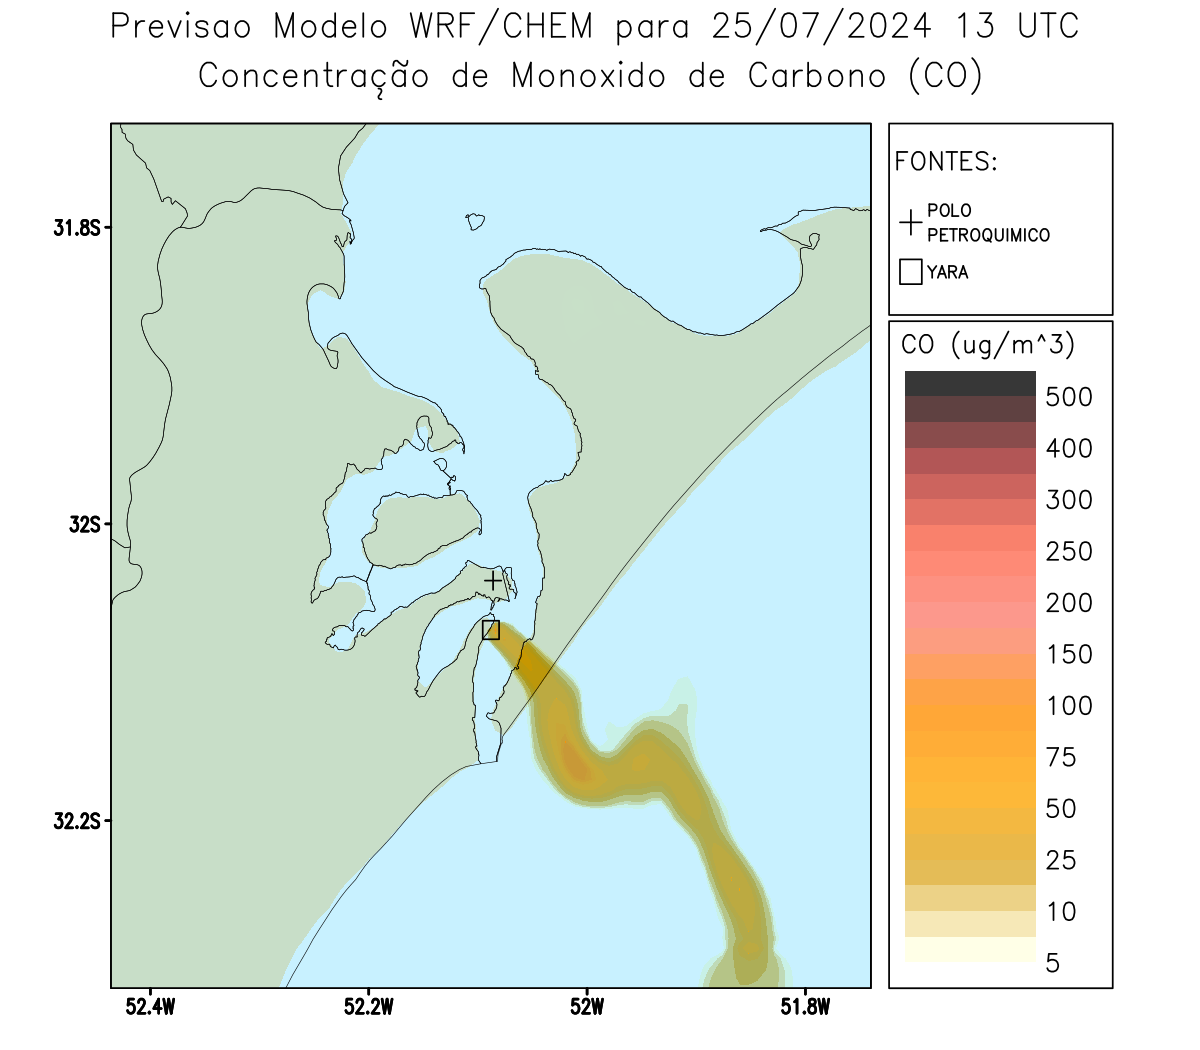 Previsao Modelo WRF/CHEM para 25/07/2024 13 UTC
Concentração de Monoxido de Carbono (CO)
FONTES:
POLO
PETROQUIMICO
YARA
CO (ug/m^3)
500
400
300
250
200
150
100
75
50
25
10
5
31.8S
32S
32.2S
52.4W
52.2W
52W
51.8W